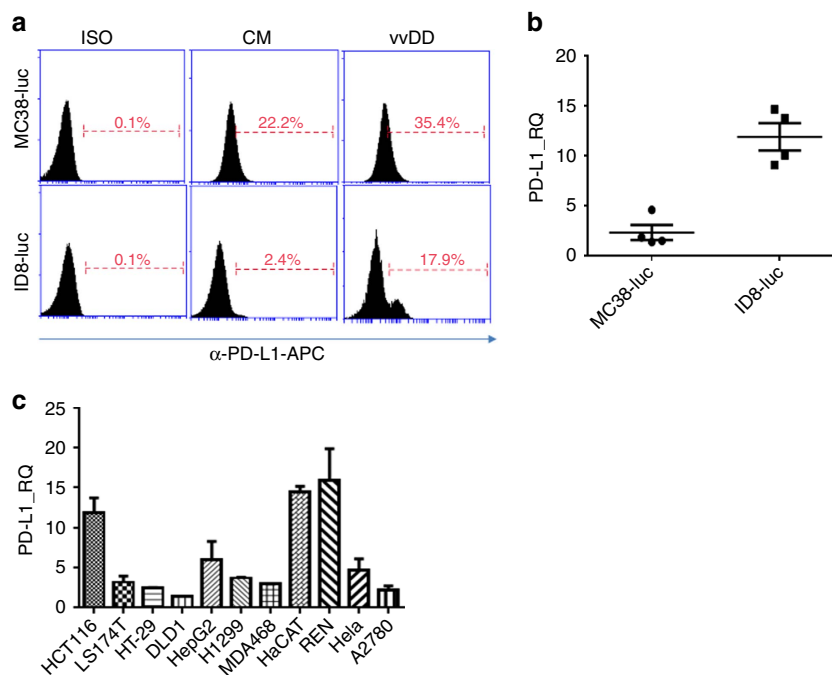 a
ISO CM vvDD
MC38-luc
0.1% 22.2% 35.4%
ID8-luc
0.1% 2.4% 17.9%
α-PD-L1-APC
b
PD-L1_RQ
20
15
10
5
0
MC38-luc ID8-luc
c
PD-L1_RQ
25
20
15
10
5
0
HCT116 LS174T HT-29 DLD1 HepG2 H1299 MDA468 HaCAT REN Hela A2780